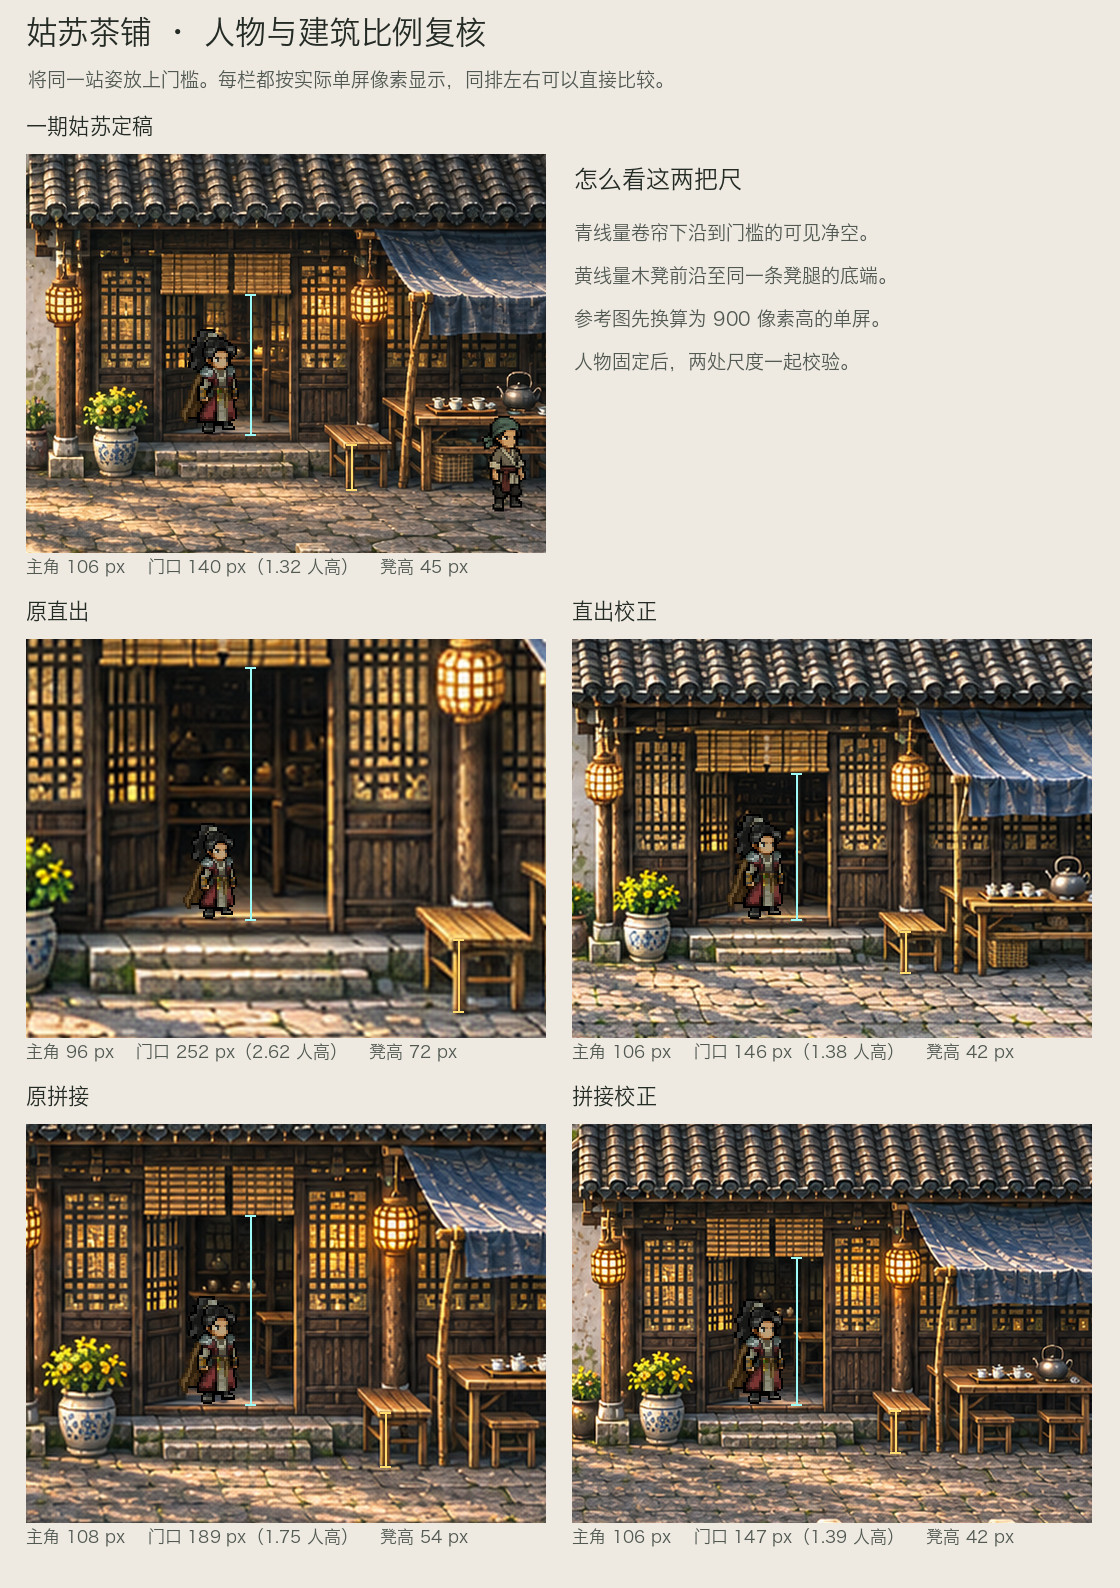 姑苏茶铺 · 人物与建筑比例复核
将同一站姿放上门槛。每栏都按实际单屏像素显示，同排左右可以直接比较。
一期姑苏定稿
怎么看这两把尺
青线量卷帘下沿到门槛的可见净空。
黄线量木凳前沿至同一条凳腿的底端。
参考图先换算为 900 像素高的单屏。
人物固定后，两处尺度一起校验。
主角 106 px 门口 140 px（1.32 人高） 凳高 45 px
原直出
直出校正
主角 96 px 门口 252 px（2.62 人高） 凳高 72 px
主角 106 px 门口 146 px（1.38 人高） 凳高 42 px
原拼接
拼接校正
主角 108 px 门口 189 px（1.75 人高） 凳高 54 px
主角 106 px 门口 147 px（1.39 人高） 凳高 42 px